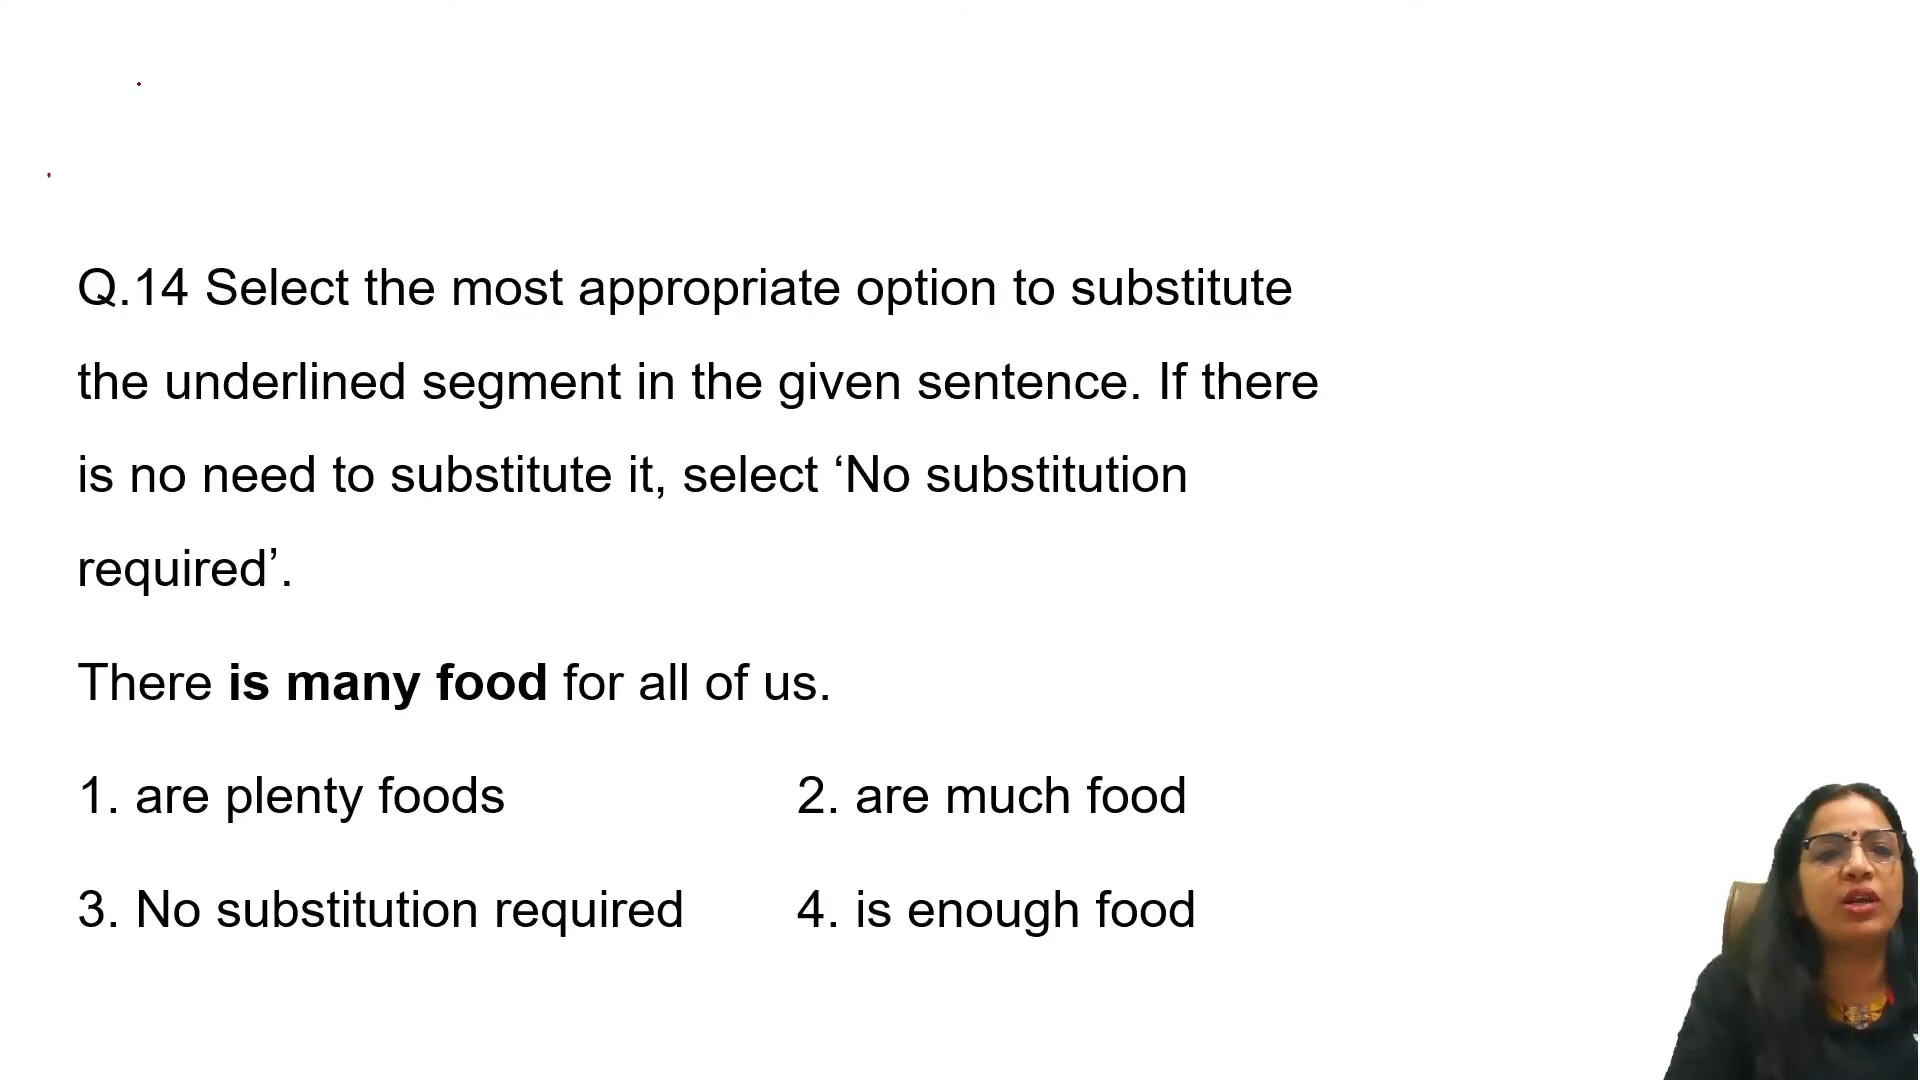 Q.14 Select the most appropriate option to substitute
the underlined segment in the given sentence. If there
is no need to substitute it, select ‘No substitution
required’.
There is many food for all of us.
1. are plenty foods 2. are much food
3. No substitution required 4. is enough food